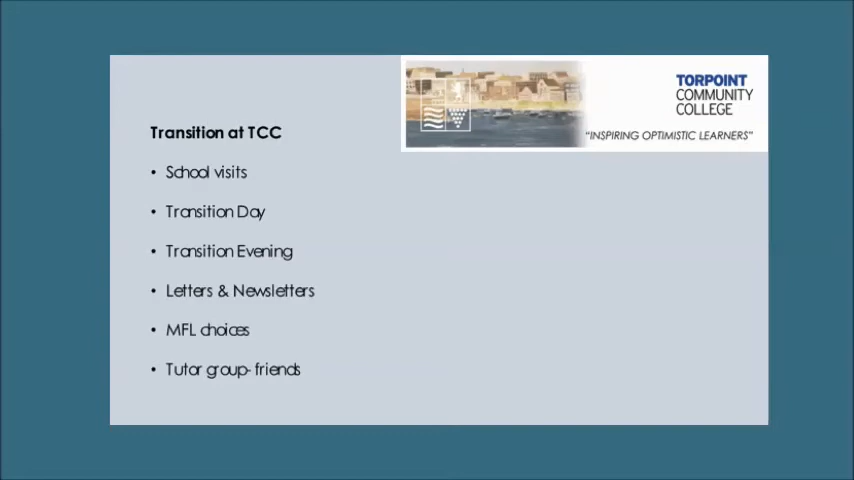 TORPOINT
COMMUNITY
COLLEGE
"INSPIRING OPTIMISTIC LEARNERS"
Transition at TCC
• School visits
• Transition Day
• Transition Evening
• Letters & Newsletters
• MFL choices
• Tutor group- friends